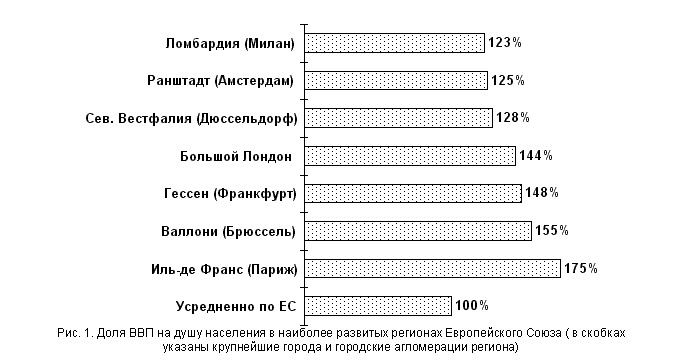 Ломбардия (Милан) 123%
Ранштадт (Амстердам) 125%
Сев. Вестфалия (Дюссельдорф) 128%
Большой Лондон 144%
Гессен (Франкфурт) 148%
Валлони (Брюссель) 155%
Иль-де Франс (Париж) 175%
Усредненно по ЕС 100%
Рис. 1. Доля ВВП на душу населения в наиболее развитых регионах Европейского Союза ( в скобках
указаны крупнейшие города и городские агломерации региона)